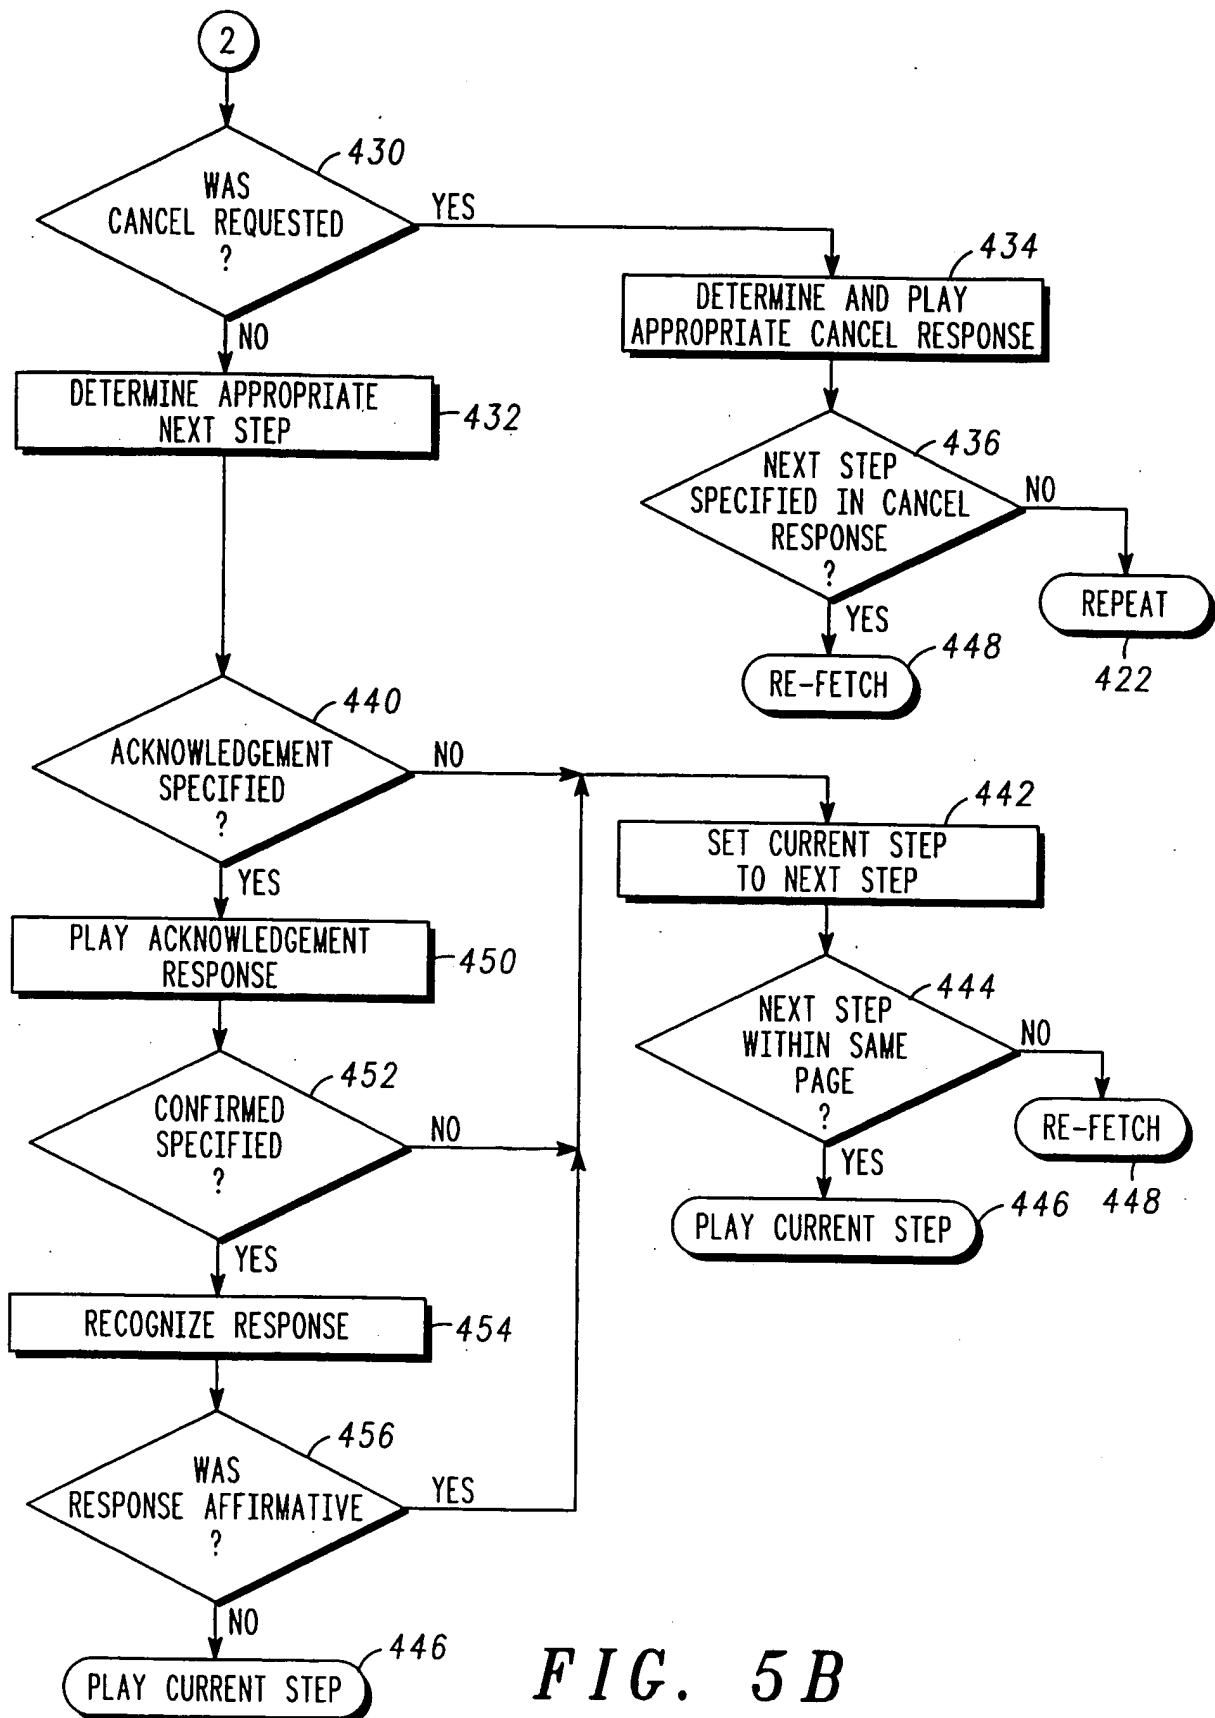 2
430
WAS
CANCEL REQUESTED
?
YES
NO
434
DETERMINE AND PLAY
APPROPRIATE CANCEL RESPONSE
DETERMINE APPROPRIATE
NEXT STEP
432
436
NEXT STEP
SPECIFIED IN CANCEL
RESPONSE
?
NO
YES
REPEAT
422
RE-FETCH
448
440
ACKNOWLEDGEMENT
SPECIFIED
?
NO
YES
442
SET CURRENT STEP
TO NEXT STEP
PLAY ACKNOWLEDGEMENT
RESPONSE
450
444
NEXT STEP
WITHIN SAME
PAGE
?
NO
YES
RE-FETCH
448
PLAY CURRENT STEP
446
452
CONFIRMED
SPECIFIED
?
NO
YES
RECOGNIZE RESPONSE
454
456
WAS
RESPONSE AFFIRMATIVE
?
YES
NO
PLAY CURRENT STEP
446
FIG. 5B